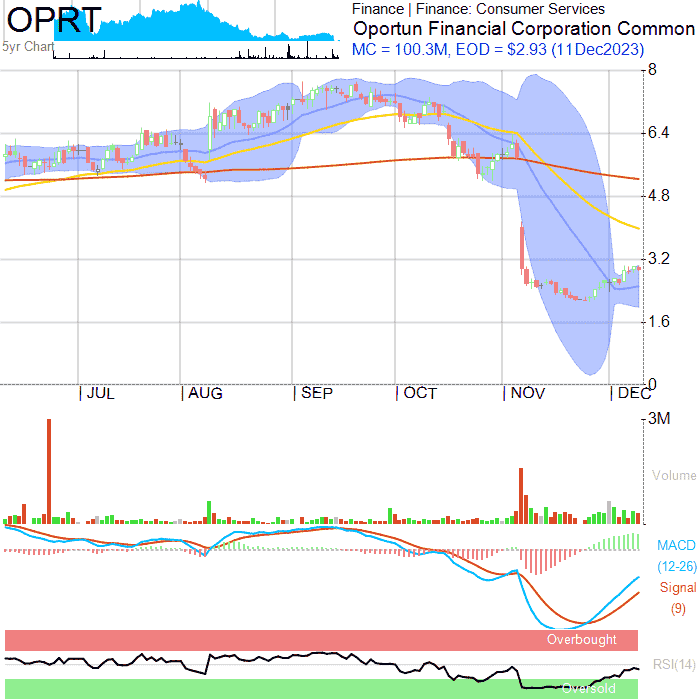 OPRT
Finance | Finance: Consumer Services
Oportun Financial Corporation Common
5yr Chart
MC = 100.3M, EOD = $2.93 (11Dec2023)
8
6.4
4.8
3.2
1.6
0
| JUL | AUG | SEP | OCT | NOV | DEC
3M
Volume
MACD
(12-26)
Signal
(9)
Overbought
RSI(14)
Oversold